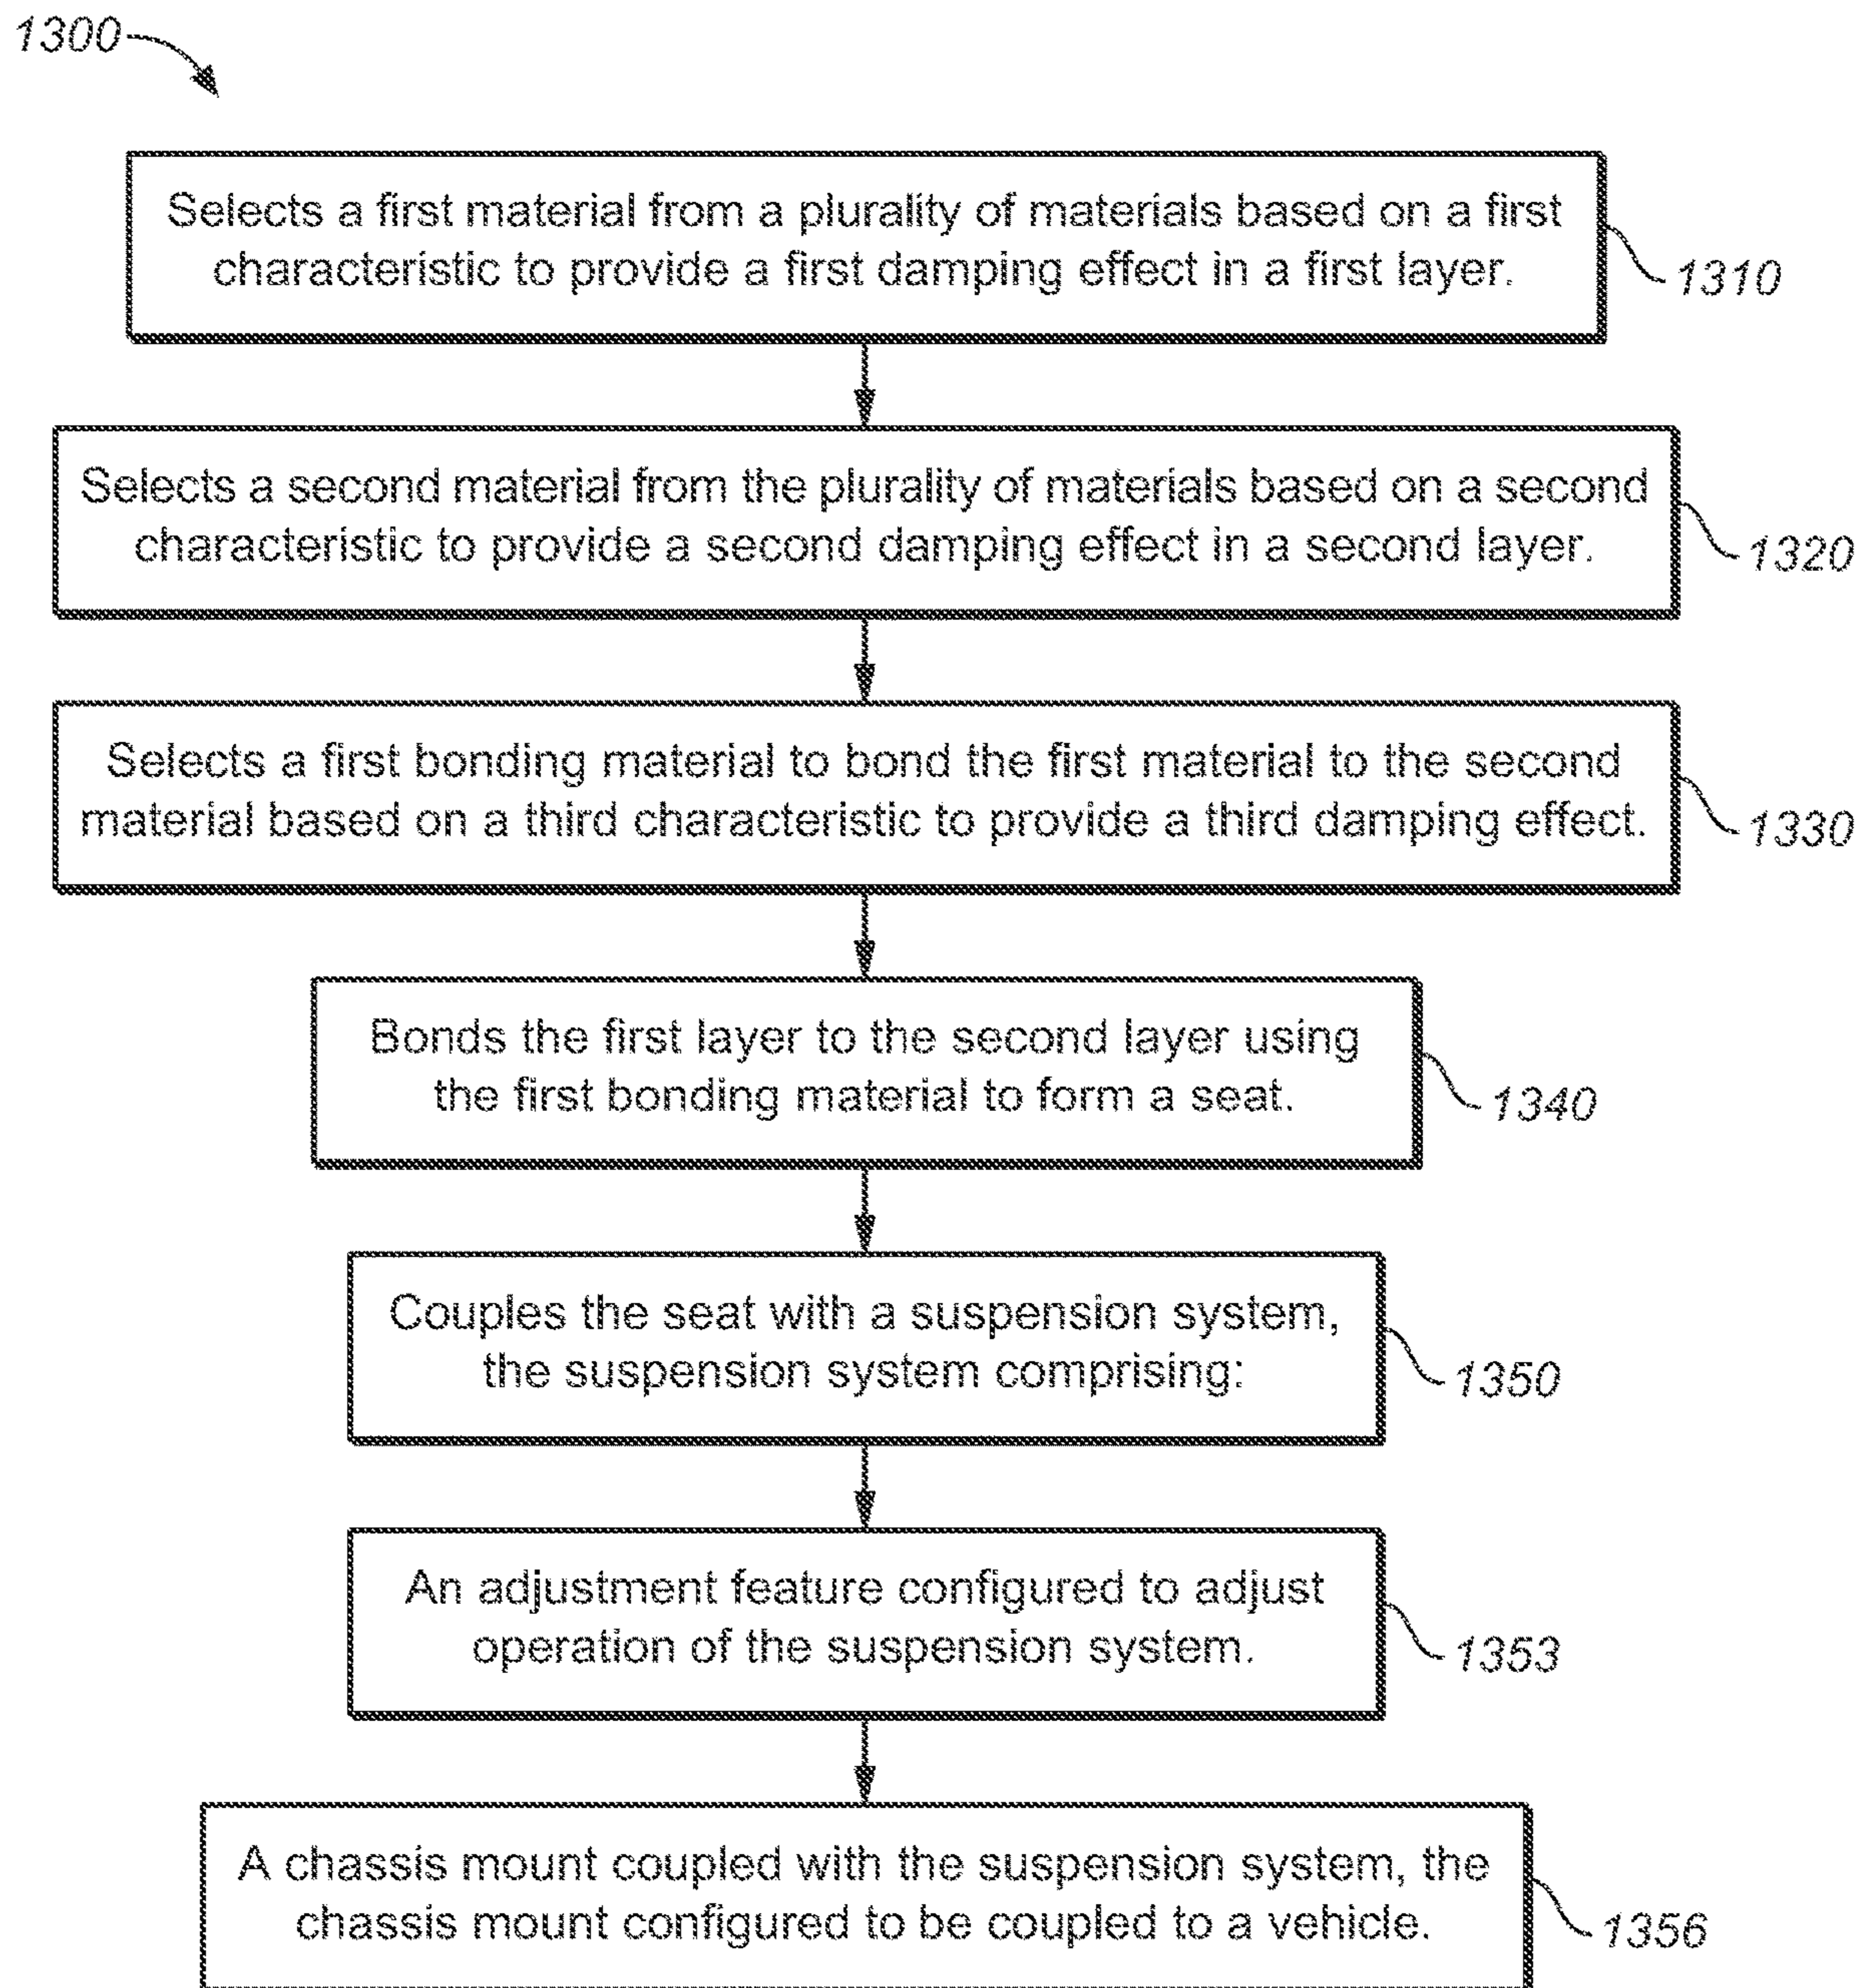 1300
Selects a first material from a plurality of materials based on a first
characteristic to provide a first damping effect in a first layer.
1310
Selects a second material from the plurality of materials based on a second
characteristic to provide a second damping effect in a second layer.
1320
Selects a first bonding material to bond the first material to the second
material based on a third characteristic to provide a third damping effect.
1330
Bonds the first layer to the second layer using
the first bonding material to form a seat.
1340
Couples the seat with a suspension system,
the suspension system comprising:
1350
An adjustment feature configured to adjust
operation of the suspension system.
1353
A chassis mount coupled with the suspension system, the
chassis mount configured to be coupled to a vehicle.
1356